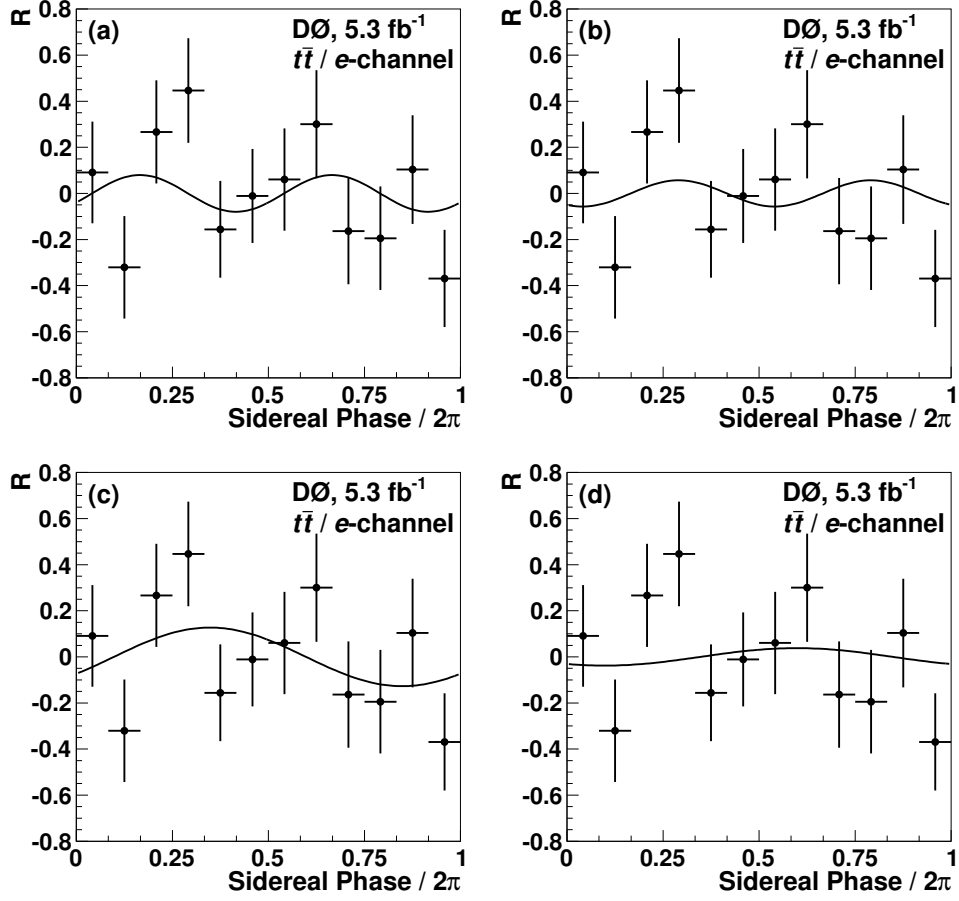 R
(a) DØ, 5.3 fb⁻¹
tt̄ / e-channel
0.8
0.6
0.4
0.2
0
-0.2
-0.4
-0.6
-0.8
0 0.25 0.5 0.75 1
Sidereal Phase / 2π
R
(b) DØ, 5.3 fb⁻¹
tt̄ / e-channel
0.8
0.6
0.4
0.2
0
-0.2
-0.4
-0.6
-0.8
0 0.25 0.5 0.75 1
Sidereal Phase / 2π
R
(c) DØ, 5.3 fb⁻¹
tt̄ / e-channel
0.8
0.6
0.4
0.2
0
-0.2
-0.4
-0.6
-0.8
0 0.25 0.5 0.75 1
Sidereal Phase / 2π
R
(d) DØ, 5.3 fb⁻¹
tt̄ / e-channel
0.8
0.6
0.4
0.2
0
-0.2
-0.4
-0.6
-0.8
0 0.25 0.5 0.75 1
Sidereal Phase / 2π